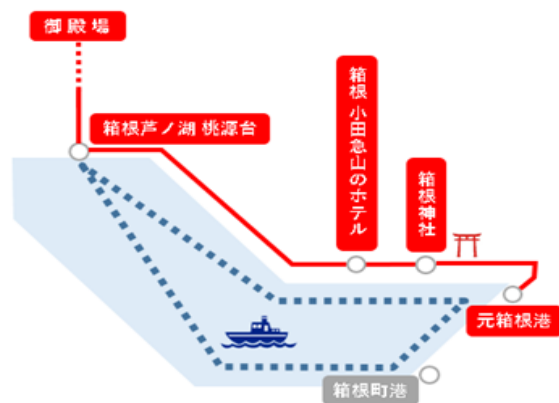 御殿場
箱根芦ノ湖 桃源台
箱根 小田急山のホテル
箱根神社
元箱根港
箱根町港